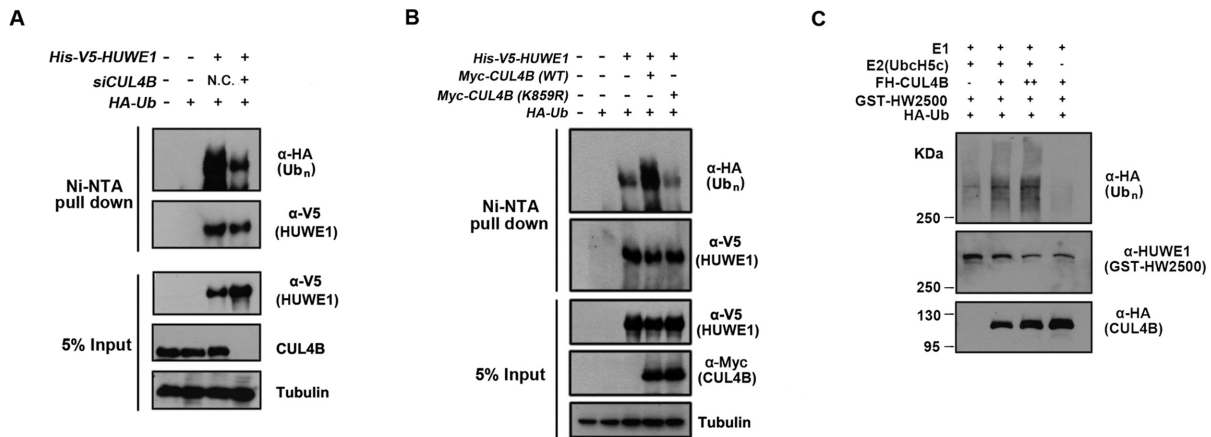 A
His-V5-HUWE1 - - + +
siCUL4B N.C. +
HA-Ub - + + +
Ni-NTA
pull down
α-HA
(Ubn)
α-V5
(HUWE1)
5% Input
α-V5
(HUWE1)
CUL4B
Tubulin
B
His-V5-HUWE1 - - + + +
Myc-CUL4B (WT) - - - + -
Myc-CUL4B (K859R) - - - - +
HA-Ub - + + + +
Ni-NTA
pull down
α-HA
(Ubn)
α-V5
(HUWE1)
5% Input
α-V5
(HUWE1)
α-Myc
(CUL4B)
Tubulin
C
E1 + + + +
E2(UbcH5c) + + + -
FH-CUL4B - + ++ +
GST-HW2500 + + + +
HA-Ub + + + +
KDa
250
α-HA
(Ubn)
250
α-HUWE1
(GST-HW2500)
130
95
α-HA
(CUL4B)